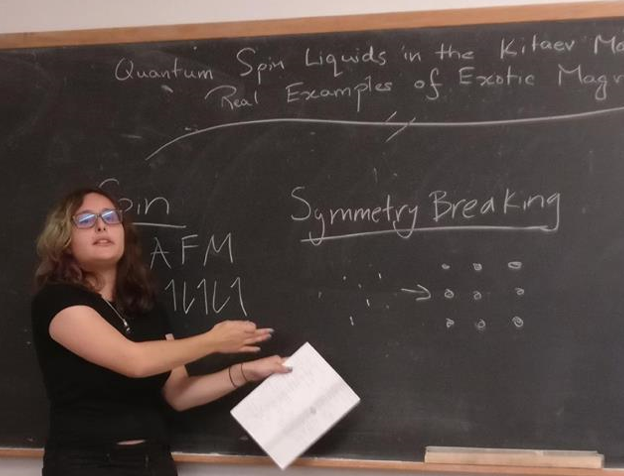 Quantum Spin Liquids in the Kitaev
Real Examples of Exotic
Spin
Symmetry Breaking
AFM